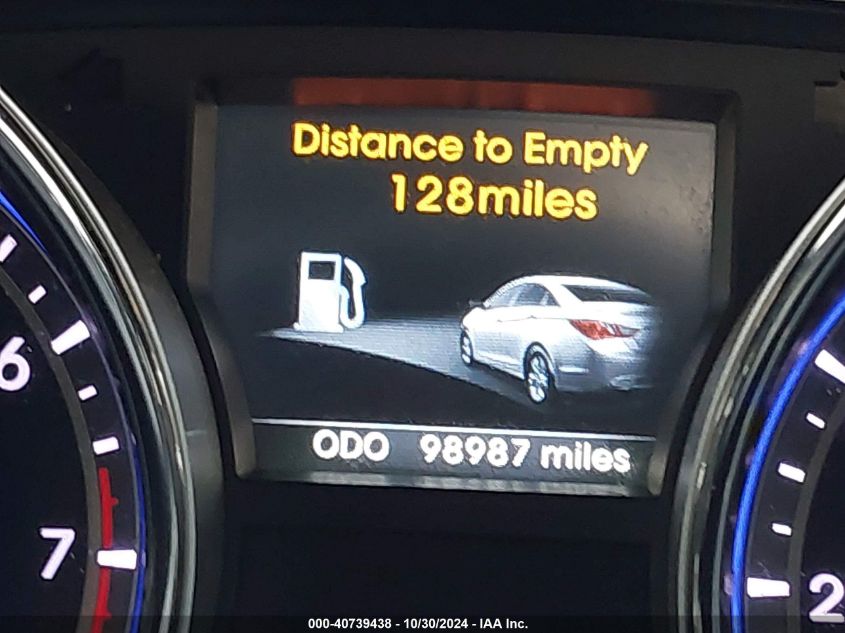 Distance to Empty
128miles
6
ODO 98987 miles
7
2
000-40739438 - 10/30/2024 - IAA Inc.